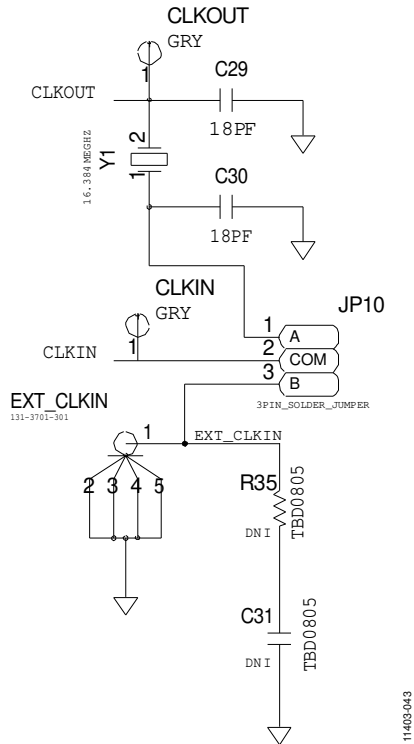 CLKOUT
GRY
1
C29
CLKOUT
18PF
2
Y1
16.384MEGHZ
1
C30
18PF
CLKIN
GRY
1
JP10
1 A
CLKIN
2 COM
3 B
3PIN_SOLDER_JUMPER
EXT_CLKIN
131-3701-301
1
EXT_CLKIN
2 3 4 5
R35
TBD0805
DNI
C31
TBD0805
DNI
11403-043